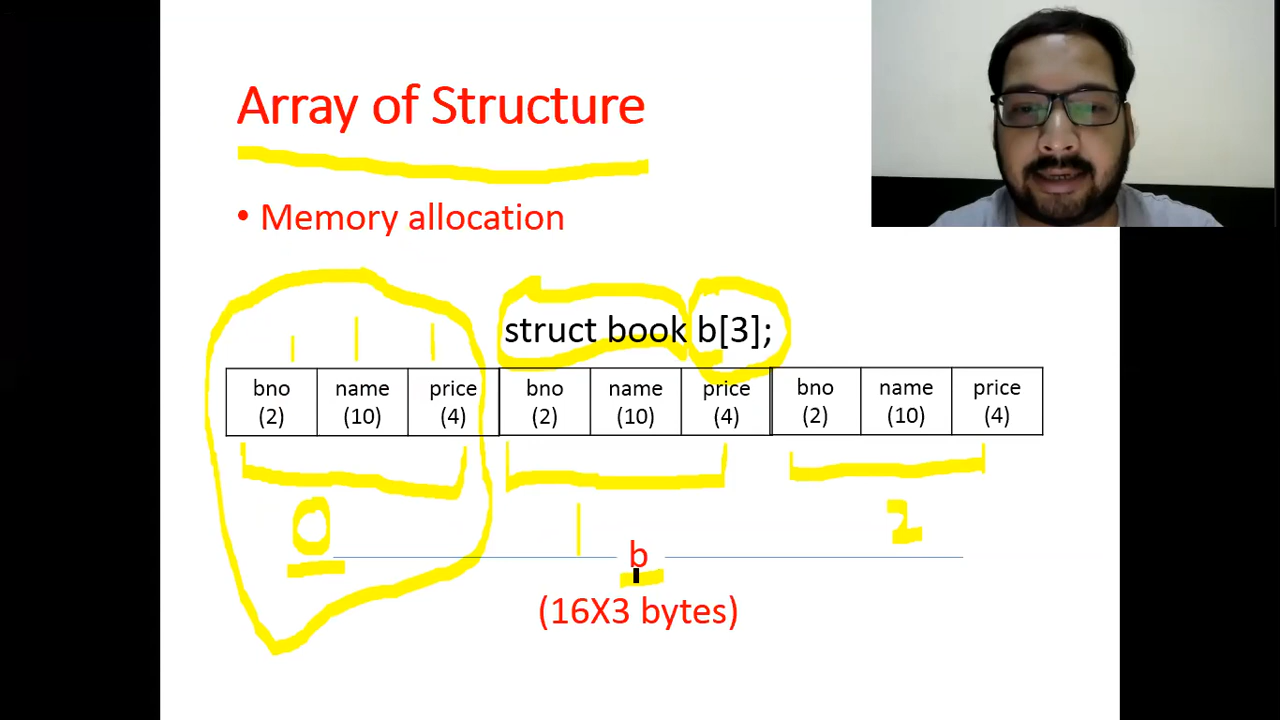 Array of Structure
• Memory allocation
struct book b[3];
bno name price bno name price bno name price
(2) (10) (4) (2) (10) (4) (2) (10) (4)
0 1 2
b
(16X3 bytes)